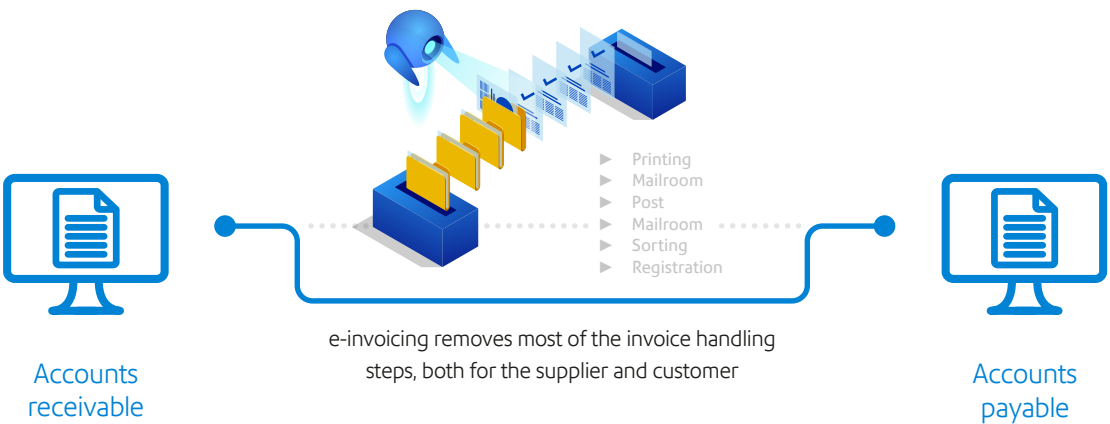 ► Printing
► Mailroom
► Post
► Mailroom
► Sorting
► Registration
e-invoicing removes most of the invoice handling
steps, both for the supplier and customer
Accounts
receivable
Accounts
payable